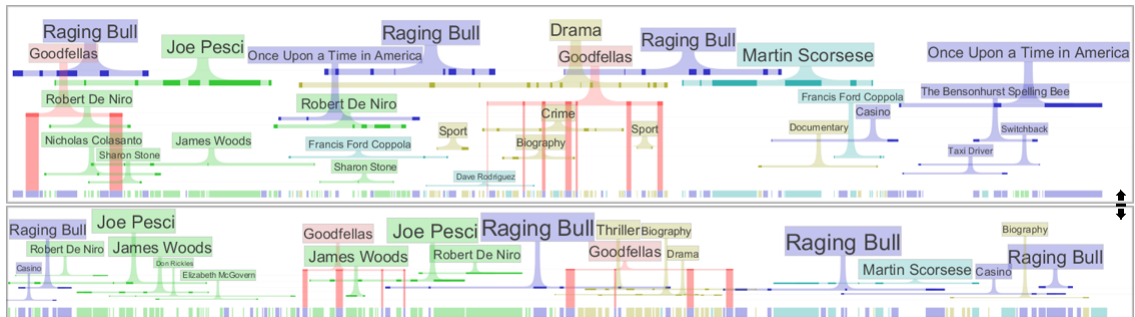 Raging Bull
Goodfellas
Joe Pesci
Once Upon a Time in America
Raging Bull
Drama
Goodfellas
Raging Bull
Martin Scorsese
Once Upon a Time in America
Robert De Niro
Robert De Niro
Francis Ford Coppola
The Bensonhurst Spelling Bee
Casino
Crime
Nicholas Colasanto
Sharon Stone
James Woods
Francis Ford Coppola
Sharon Stone
Sport
Biography
Sport
Documentary
Switchback
Taxi Driver
Dave Rodriguez
Raging Bull
Joe Pesci
Robert De Niro
James Woods
Casino
Don Rickles
Elizabeth McGovern
Goodfellas
James Woods
Joe Pesci
Robert De Niro
Raging Bull
Thriller
Biography
Goodfellas
Drama
Raging Bull
Martin Scorsese
Casino
Biography
Raging Bull